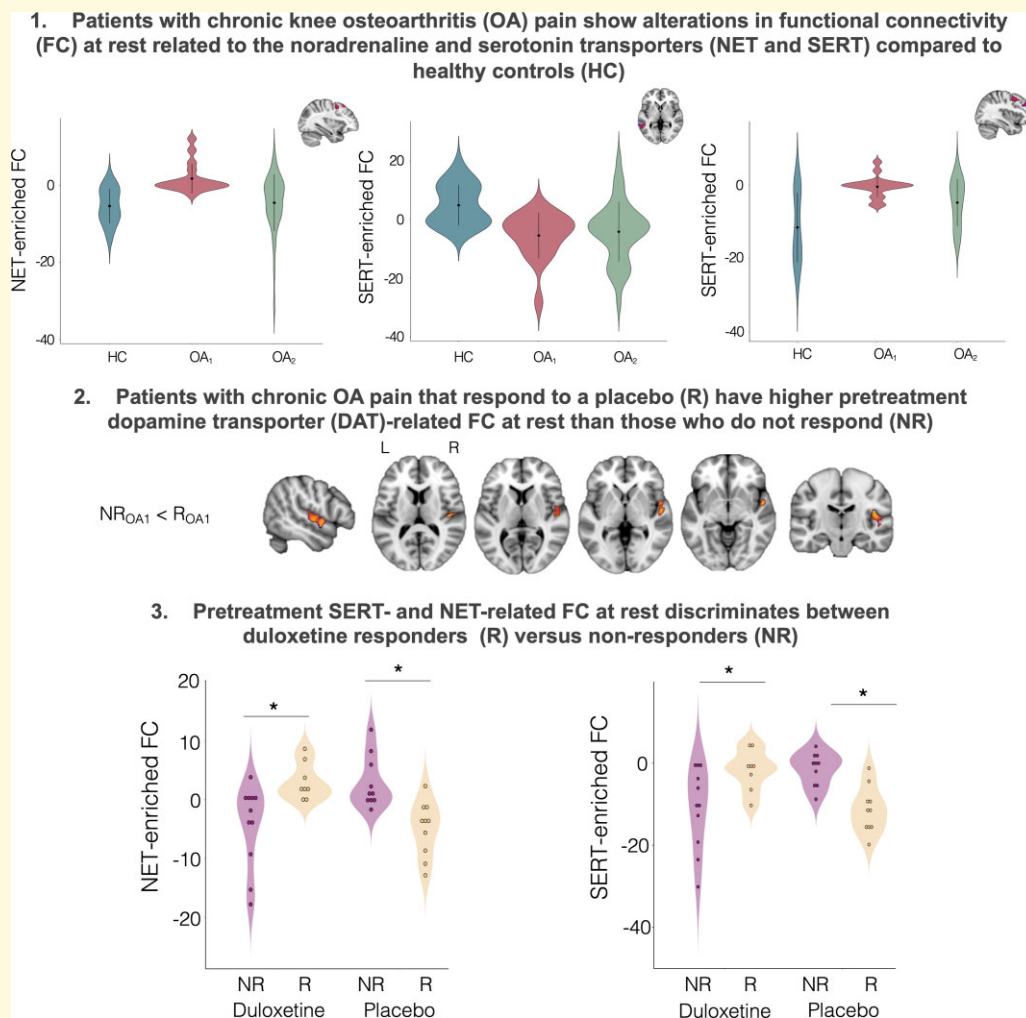 1. Patients with chronic knee osteoarthritis (OA) pain show alterations in functional connectivity
(FC) at rest related to the noradrenaline and serotonin transporters (NET and SERT) compared to
healthy controls (HC)
NET-enriched FC
0
-20
-40
HC OA₁ OA₂
SERT-enriched FC
20
0
-20
-40
HC OA₁ OA₂
SERT-enriched FC
0
-20
-40
HC OA₁ OA₂
2. Patients with chronic OA pain that respond to a placebo (R) have higher pretreatment
dopamine transporter (DAT)-related FC at rest than those who do not respond (NR)
L R
NR_OA1 < R_OA1
3. Pretreatment SERT- and NET-related FC at rest discriminates between
duloxetine responders (R) versus non-responders (NR)
NET-enriched FC
20
10
0
-10
-20
* *
NR R NR R
Duloxetine Placebo
SERT-enriched FC
0
-20
-40
* *
NR R NR R
Duloxetine Placebo